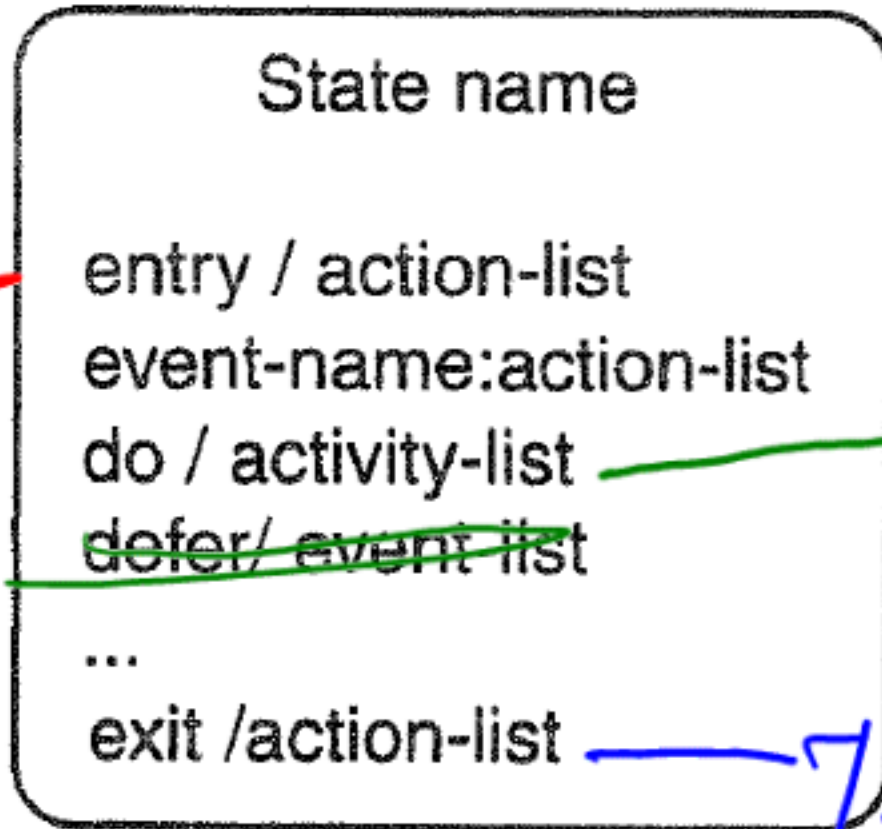 State name
entry / action-list
event-name:action-list
do / activity-list
defer/ event-list
...
exit /action-list